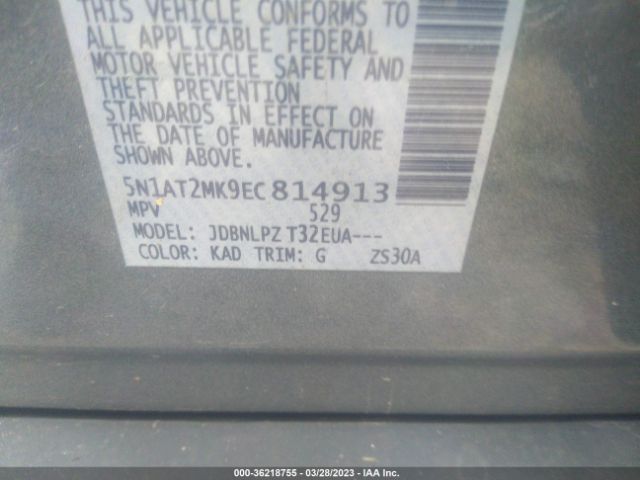 THIS VEHICLE CONFORMS TO
ALL APPLICABLE FEDERAL
MOTOR VEHICLE SAFETY AND
THEFT PREVENTION
STANDARDS IN EFFECT ON
THE DATE OF MANUFACTURE
SHOWN ABOVE.
5N1AT2MK9EC814913
MPV 529
MODEL: JDBNLPZ T32EUA---
COLOR: KAD TRIM: G ZS30A
000-36218755 | 03/28/2023 | IAA Inc.